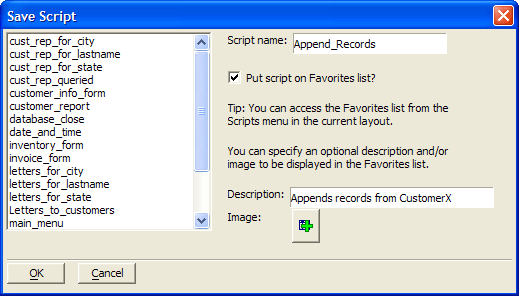 Save Script
cust_rep_for_city
cust_rep_for_lastname
cust_rep_for_state
cust_rep_queried
customer_info_form
customer_report
database_close
date_and_time
inventory_form
invoice_form
letters_for_city
letters_for_lastname
letters_for_state
Letters_to_customers
main_menu
Script name: Append_Records
Put script on Favorites list?
Tip: You can access the Favorites list from the
Scripts menu in the current layout.
You can specify an optional description and/or
image to be displayed in the Favorites list.
Description: Appends records from CustomerX
Image:
OK Cancel